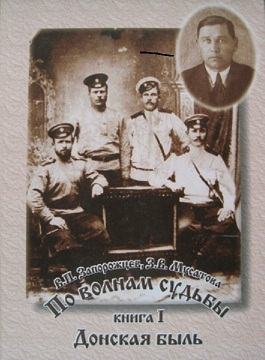 В.П. Запорожцев, З.В. Мусатова
По волнам судьбы
книга I
Донская быль